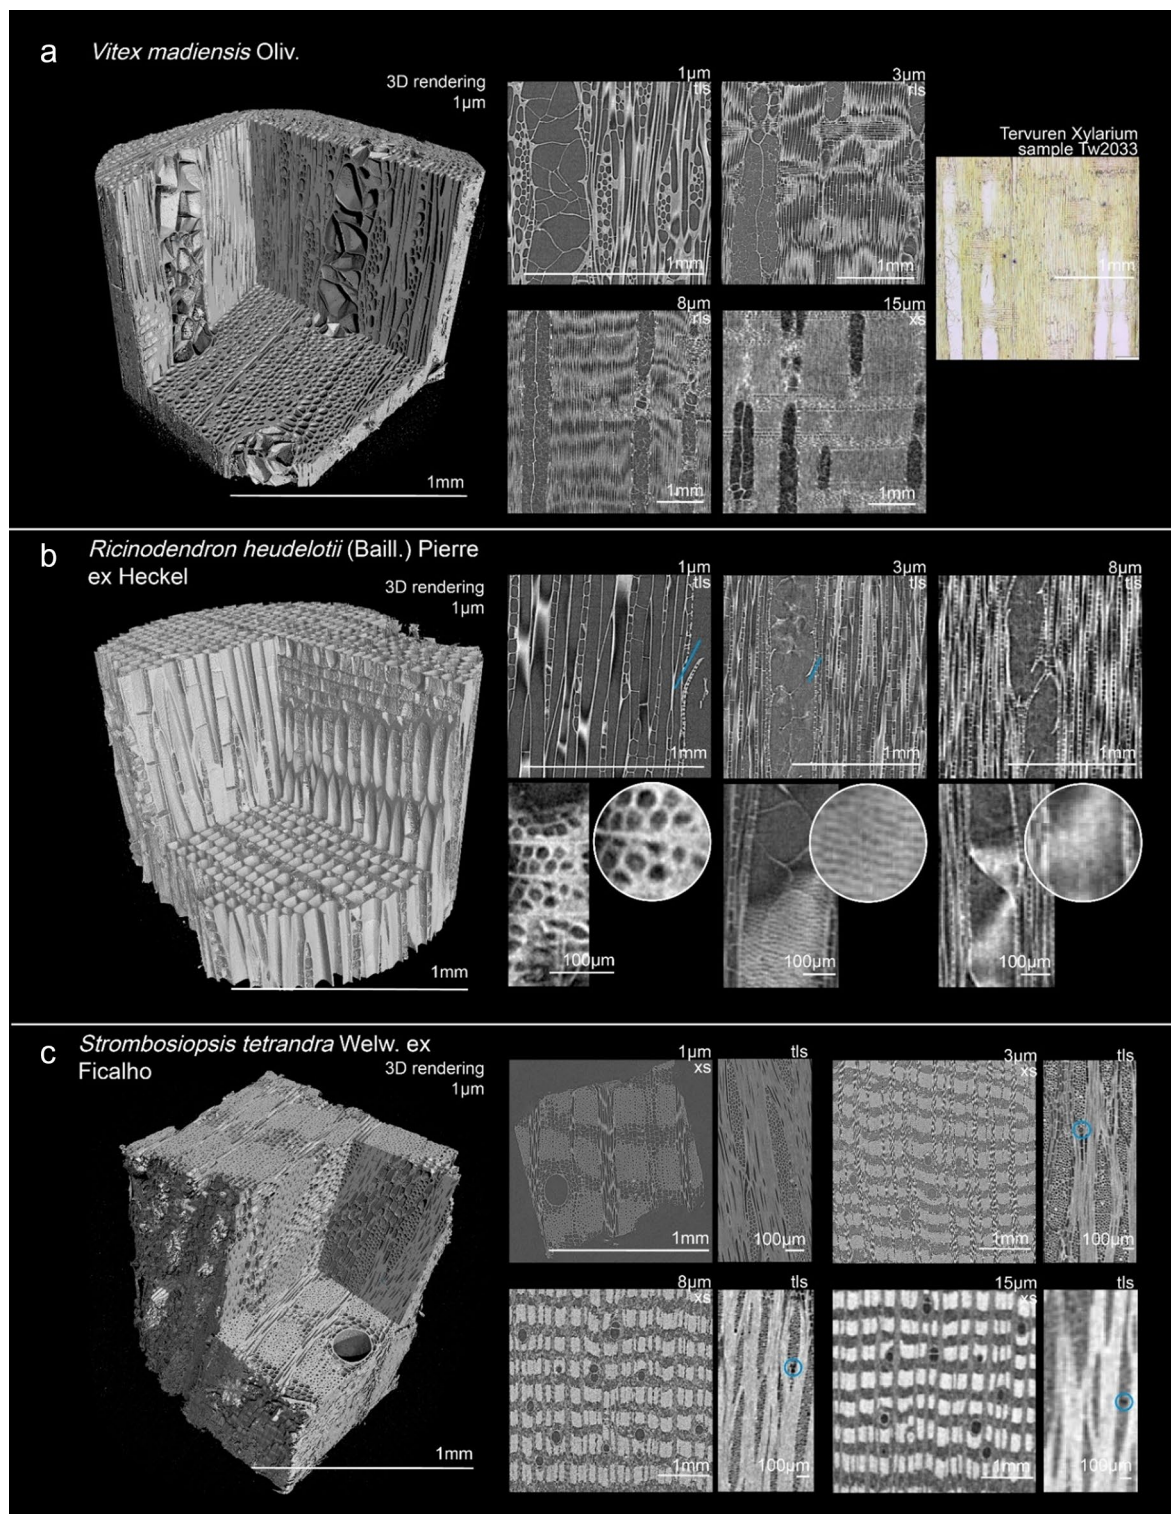 a
Vitex madiensis Oliv.
3D rendering
1µm
1mm
1µm
tls
1mm
3µm
rls
1mm
8µm
rls
1mm
15µm
xs
1mm
Tervuren Xylarium
sample Tw2033
1mm
b
Ricinodendron heudelotii (Baill.) Pierre
ex Heckel
3D rendering
1µm
1mm
1µm
tls
1mm
3µm
tls
1mm
8µm
tls
1mm
100µm
100µm
100µm
c
Strombosiopsis tetrandra Welw. ex
Ficalho
3D rendering
1µm
1mm
1µm
xs
1mm
tls
100µm
3µm
xs
1mm
tls
100µm
8µm
xs
1mm
tls
100µm
15µm
xs
1mm
tls
100µm